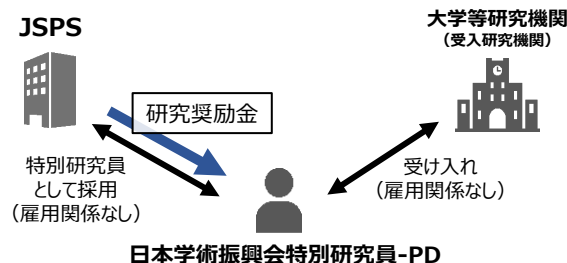 JSPS
大学等研究機関
（受入研究機関）
研究奨励金
特別研究員
として採用
（雇用関係なし）
受け入れ
（雇用関係なし）
日本学術振興会特別研究員-PD